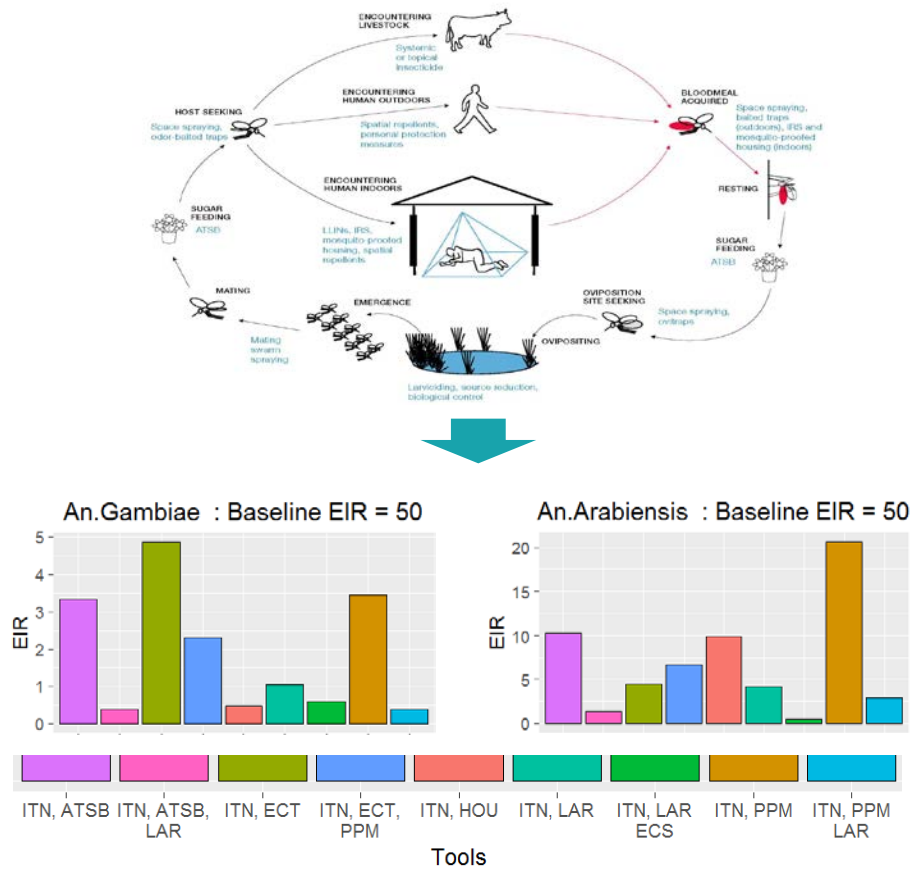 ENCOUNTERING
LIVESTOCK
Systemic
or topical
insecticide
ENCOUNTERING
HUMAN OUTDOORS
Spatial repellents,
personal protection
measures
HOST SEEKING
Space spraying,
odor-baited traps
BLOODMEAL
ACQUIRED
Space spraying,
baited traps
(outdoors), IRS and
mosquito-proofed
housing (indoors)
ENCOUNTERING
HUMAN INDOORS
LLINs, IRS,
mosquito-proofed
housing, spatial
repellents
RESTING
SUGAR
FEEDING
ATSB
SUGAR
FEEDING
ATSB
MATING
Mating
swarm
spraying
EMERGENCE
OVIPOSITION
SITE SEEKING
Space spraying,
ovitraps
OVIPOSITING
Larviciding, source reduction,
biological control
An.Gambiae : Baseline EIR = 50
EIR
5
4
3
2
1
0
An.Arabiensis : Baseline EIR = 50
EIR
20
15
10
5
0
ITN, ATSB
ITN, ATSB,
LAR
ITN, ECT
ITN, ECT,
PPM
ITN, HOU
ITN, LAR
ITN, LAR
ECS
ITN, PPM
ITN, PPM
LAR
Tools